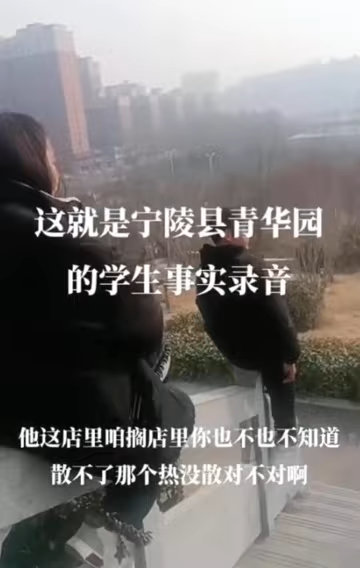 这就是宁陵县青华园
的学生事实录音
他这店里咱搁店里你也不也不知道
散不了那个热没散对不对啊